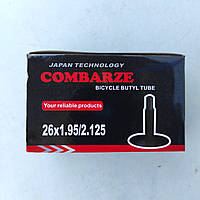 JAPAN TECHNOLOGY
COMBARZE
BICYCLE BUTYL TUBE
Your reliable products
26x1.95/2.125